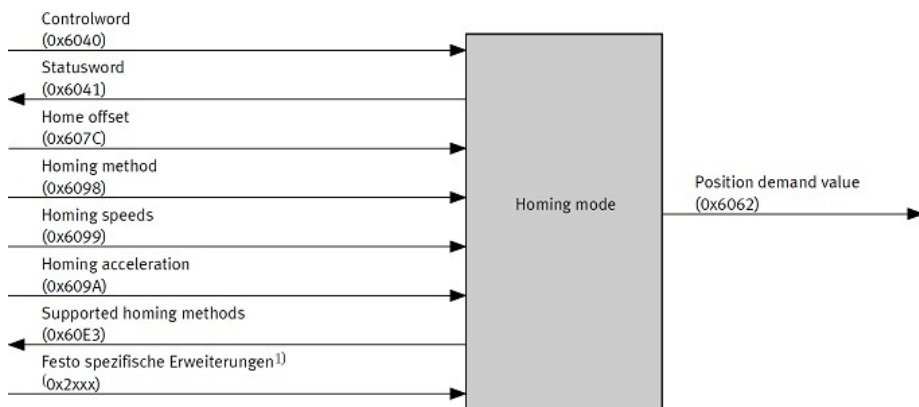 Controlword
(0x6040)
Statusword
(0x6041)
Home offset
(0x607C)
Homing method
(0x6098)
Homing speeds
(0x6099)
Homing acceleration
(0x609A)
Supported homing methods
(0x60E3)
Festo spezifische Erweiterungen1)
(0x2xxx)
Homing mode
Position demand value
(0x6062)